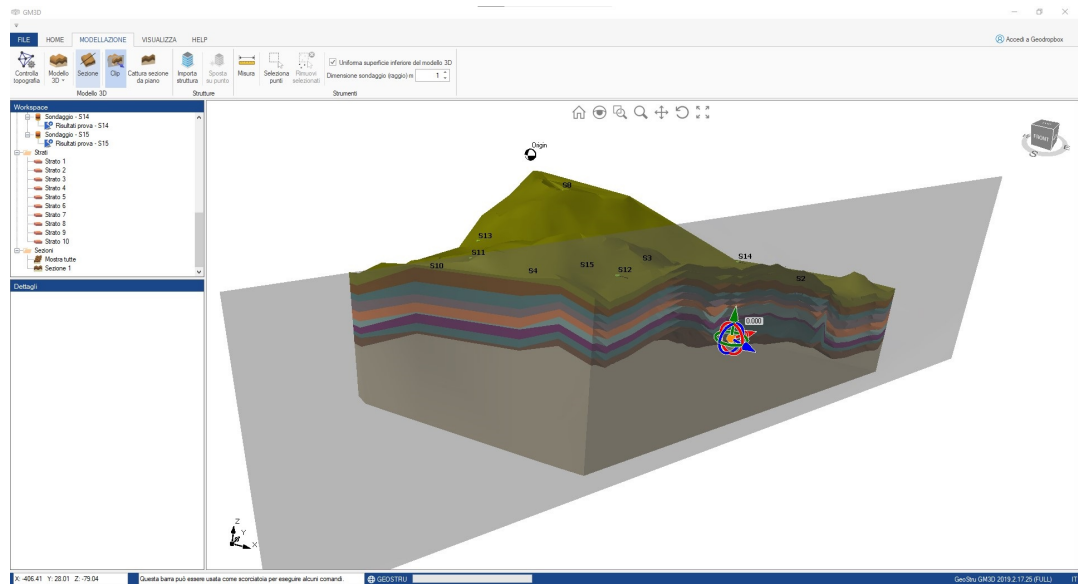 GM3D
FILE HOME MODELLAZIONE VISUALIZZA HELP
Accedi a Geodropbox
Controlla topografia
Modello 3D
Sezione
Clip
Cattura sezione da piano
Importa struttura
Sposta su punto
Misura
Seleziona punti
Rimuovi selezionati
Uniforma superficie inferiore del modello 3D
Dimensione sondaggio (raggio) m 1
Modello 3D
Strutture
Strumenti
Workspace
Sondaggio - S14
Risultati prova - S14
Sondaggio - S15
Risultati prova - S15
Strati
Strato 1
Strato 2
Strato 3
Strato 4
Strato 5
Strato 6
Strato 7
Strato 8
Strato 9
Strato 10
Sezioni
Mostra tutte
Sezione 1
Dettagli
Origin
FRONT
S
E
S8
S13
S11
S10
S4
S15
S12
S3
S14
S2
0.000
Z
Y
X
X: -406.41 Y: 28.01 Z: -79.04
Questa barra può essere usata come scorciatoia per eseguire alcuni comandi.
GEOSTRU
GeoStru GM3D 2019.2.17.25 (FULL)